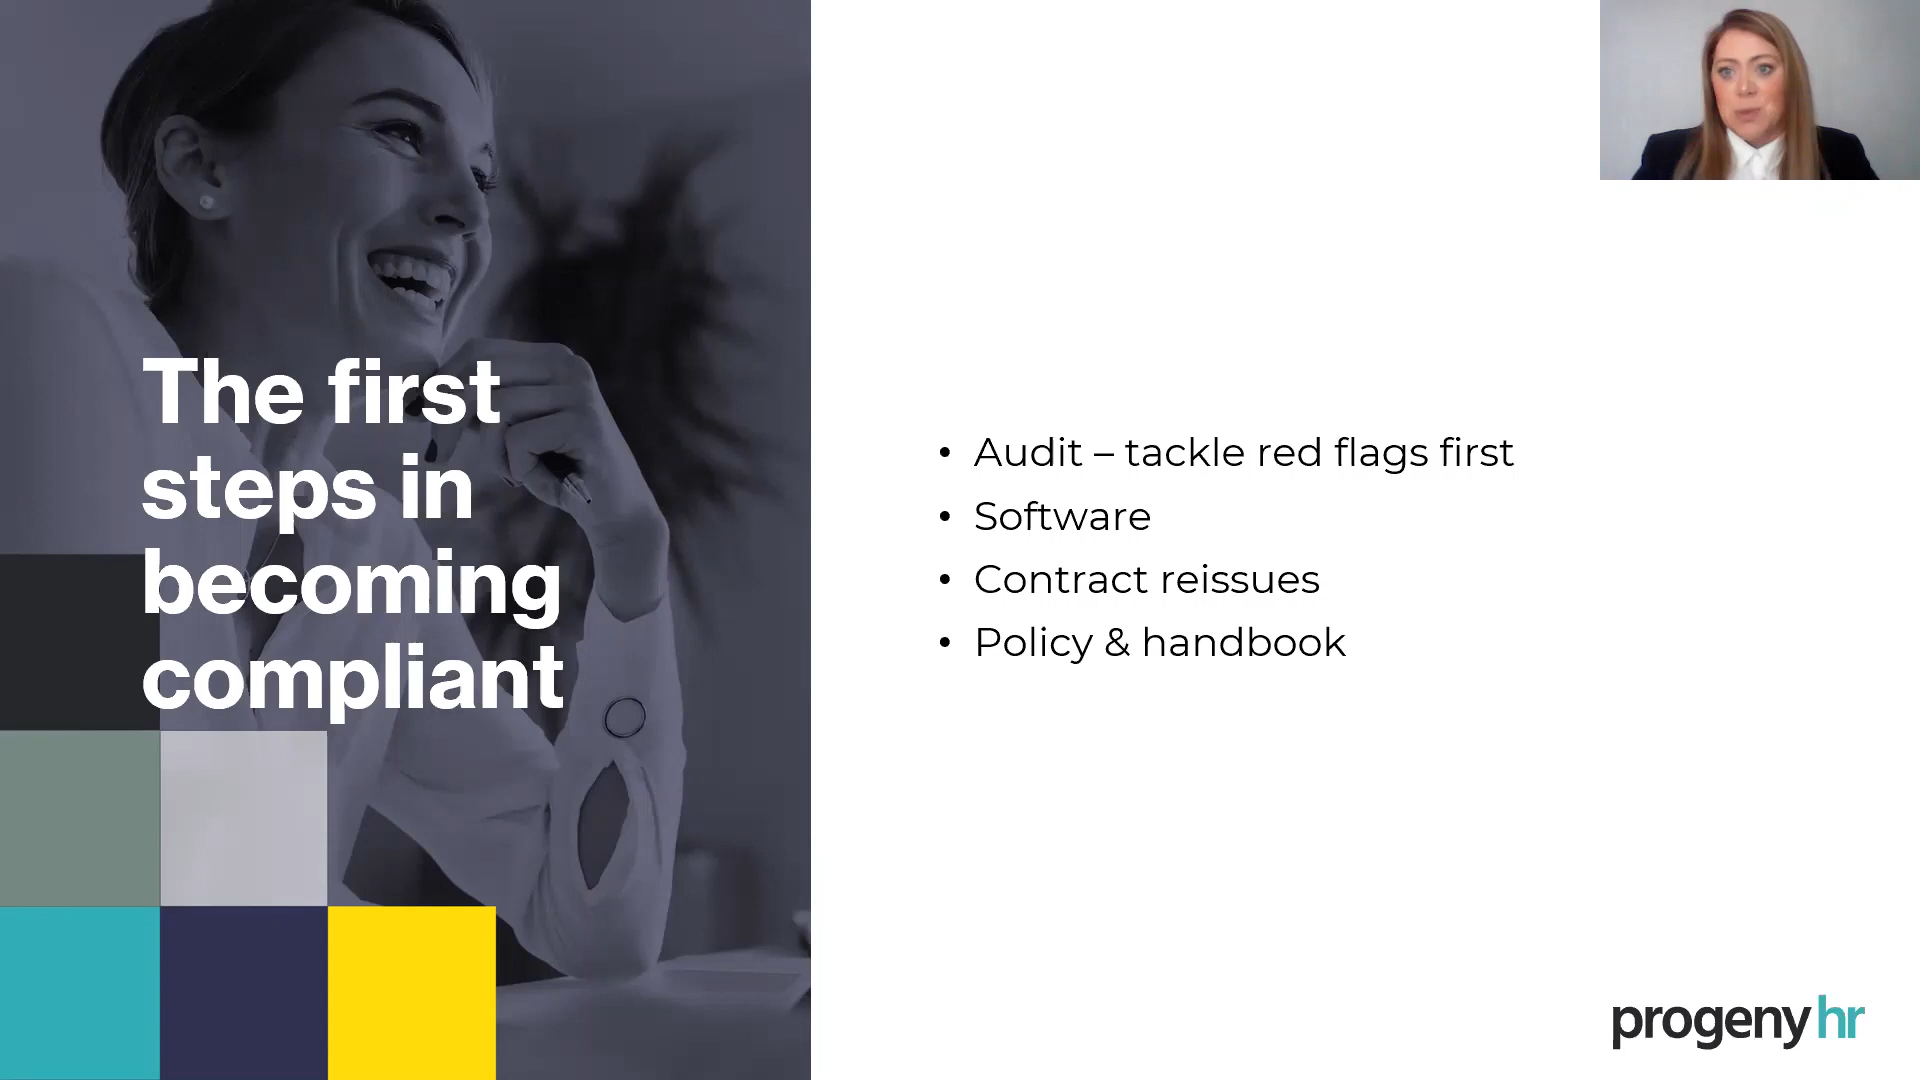 The first
steps in
becoming
compliant
• Audit – tackle red flags first
• Software
• Contract reissues
• Policy & handbook
progeny hr